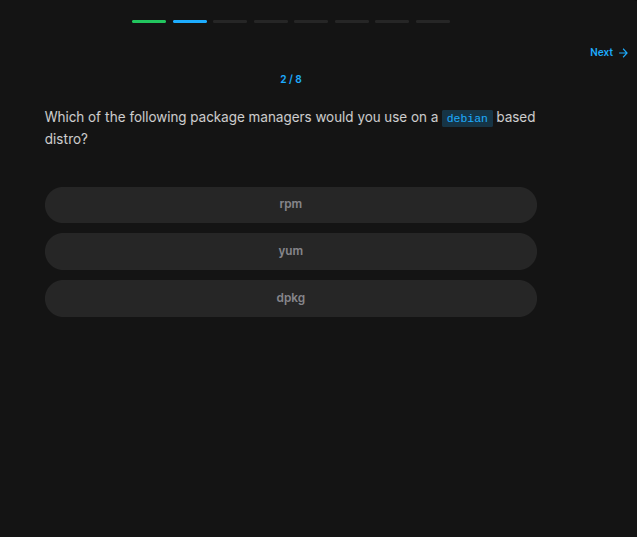 Next →
2 / 8
Which of the following package managers would you use on a debian based
distro?
rpm
yum
dpkg